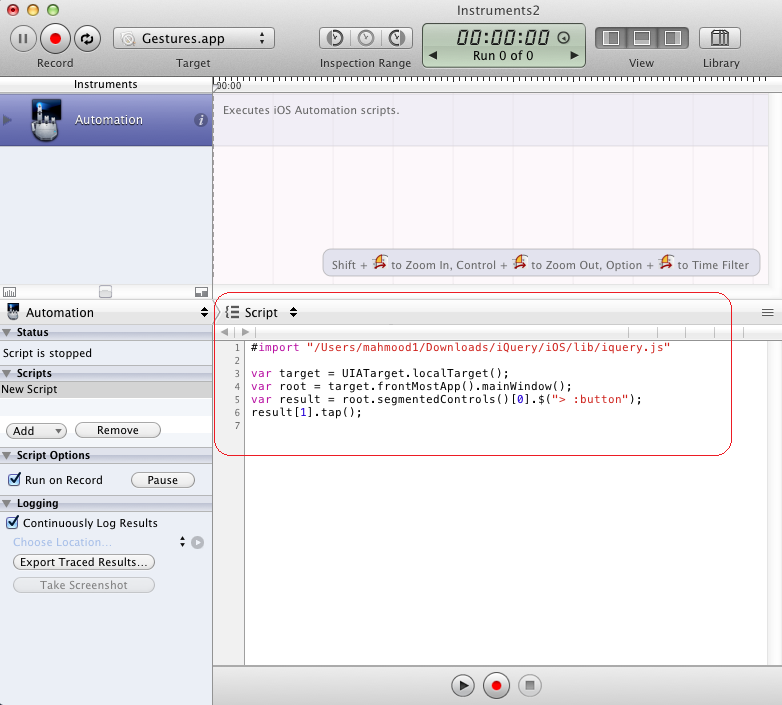 Instruments2
Gestures.app
00:00:00
Run 0 of 0
Record
Target
Inspection Range
View
Library
Instruments
00:00
Automation
Executes iOS Automation scripts.
Shift + to Zoom In, Control + to Zoom Out, Option + to Time Filter
Automation
Script
Status
Script is stopped
Scripts
New Script
Add
Remove
Script Options
Run on Record
Pause
Logging
Continuously Log Results
Choose Location...
Export Traced Results...
Take Screenshot
1 #import "/Users/mahmood1/Downloads/iQuery/iOS/lib/iquery.js"
2
3 var target = UIATarget.localTarget();
4 var root = target.frontMostApp().mainWindow();
5 var result = root.segmentedControls()[0].$("> :button");
6 result[1].tap();
7